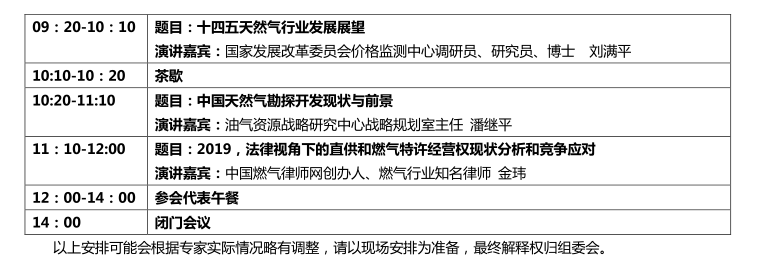 09：20-10：10 题目：十四五天然气行业发展展望
演讲嘉宾：国家发展改革委员会价格监测中心调研员、研究员、博士 刘满平
10:10-10：20 茶歇
10:20-11:10 题目：中国天然气勘探开发现状与前景
演讲嘉宾：油气资源战略研究中心战略规划室主任 潘继平
11：10-12:00 题目：2019，法律视角下的直供和燃气特许经营权现状分析和竞争应对
演讲嘉宾：中国燃气律师网创办人、燃气行业知名律师 金玮
12：00-14：00 参会代表午餐
14：00 闭门会议
以上安排可能会根据专家实际情况略有调整，请以现场安排为准备，最终解释权归组委会。